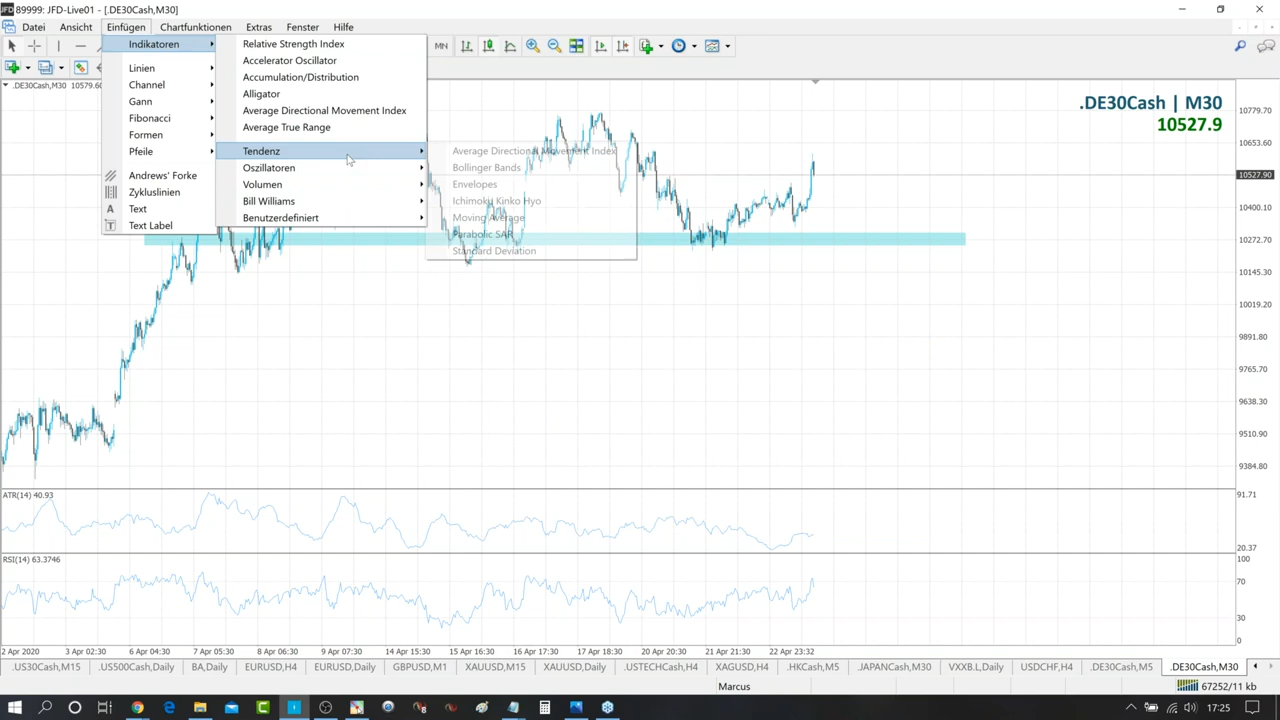 89999: JFD-Live01 - [.DE30Cash,M30]
Datei Ansicht Einfügen Chartfunktionen Extras Fenster Hilfe
MN
Indikatoren
Linien
Channel
Gann
Fibonacci
Formen
Pfeile
Andrews' Forke
Zykluslinien
Text
Text Label
Relative Strength Index
Accelerator Oscillator
Accumulation/Distribution
Alligator
Average Directional Movement Index
Average True Range
Tendenz
Oszillatoren
Volumen
Bill Williams
Benutzerdefiniert
Average Directional Movement Index
Bollinger Bands
Envelopes
Ichimoku Kinko Hyo
Moving Average
Parabolic SAR
Standard Deviation
.DE30Cash,M30 10579.60
.DE30Cash | M30
10527.9
10779.70
10653.60
10527.90
10400.10
10272.70
10145.30
10019.20
9891.80
9765.70
9638.30
9510.90
9384.80
ATR(14) 40.93
91.71
20.37
RSI(14) 63.3746
100
70
30
0
2 Apr 2020 3 Apr 02:30 6 Apr 04:30 7 Apr 05:30 8 Apr 06:30 9 Apr 07:30 14 Apr 15:30 15 Apr 16:30 16 Apr 17:30 17 Apr 18:30 20 Apr 20:30 21 Apr 21:30 22 Apr 23:32
.US30Cash,M15 .US500Cash,Daily BA,Daily EURUSD,H4 EURUSD,Daily GBPUSD,M1 XAUUSD,M15 XAUUSD,Daily .USTECHCash,H4 XAGUSD,H4 .HKCash,M5 .JAPANCash,M30 VXXB.L,Daily USDCHF,H4 .DE30Cash,M5 .DE30Cash,M30
Marcus
67252/11 kb
17:25